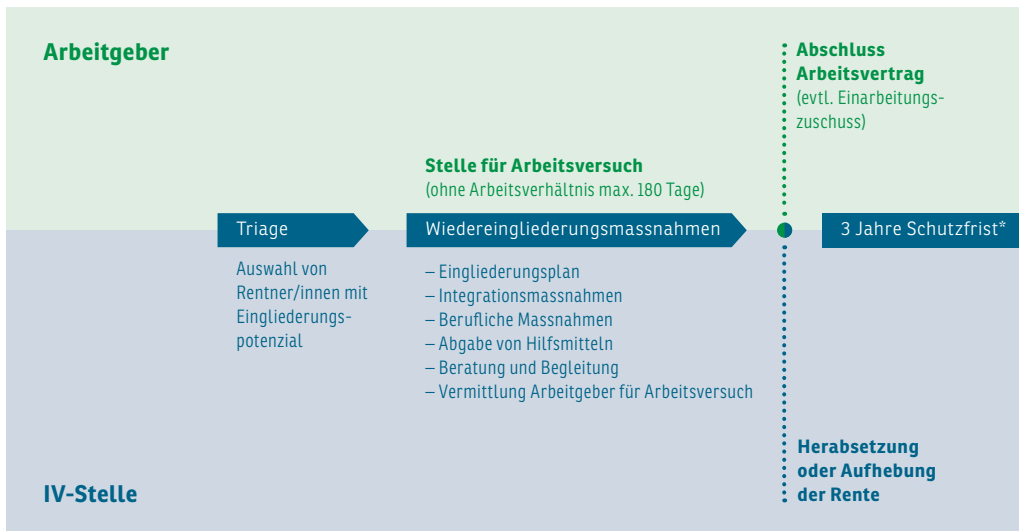 Arbeitgeber
Abschluss
Arbeitsvertrag
(evtl. Einarbeitungs-
zuschuss)
Stelle für Arbeitsversuch
(ohne Arbeitsverhältnis max. 180 Tage)
Triage
Wiedereingliederungsmassnahmen
3 Jahre Schutzfrist*
Auswahl von
Rentner/innen mit
Eingliederungs-
potenzial
– Eingliederungsplan
– Integrationsmassnahmen
– Berufliche Massnahmen
– Abgabe von Hilfsmitteln
– Beratung und Begleitung
– Vermittlung Arbeitgeber für Arbeitsversuch
Herabsetzung
oder Aufhebung
der Rente
IV-Stelle